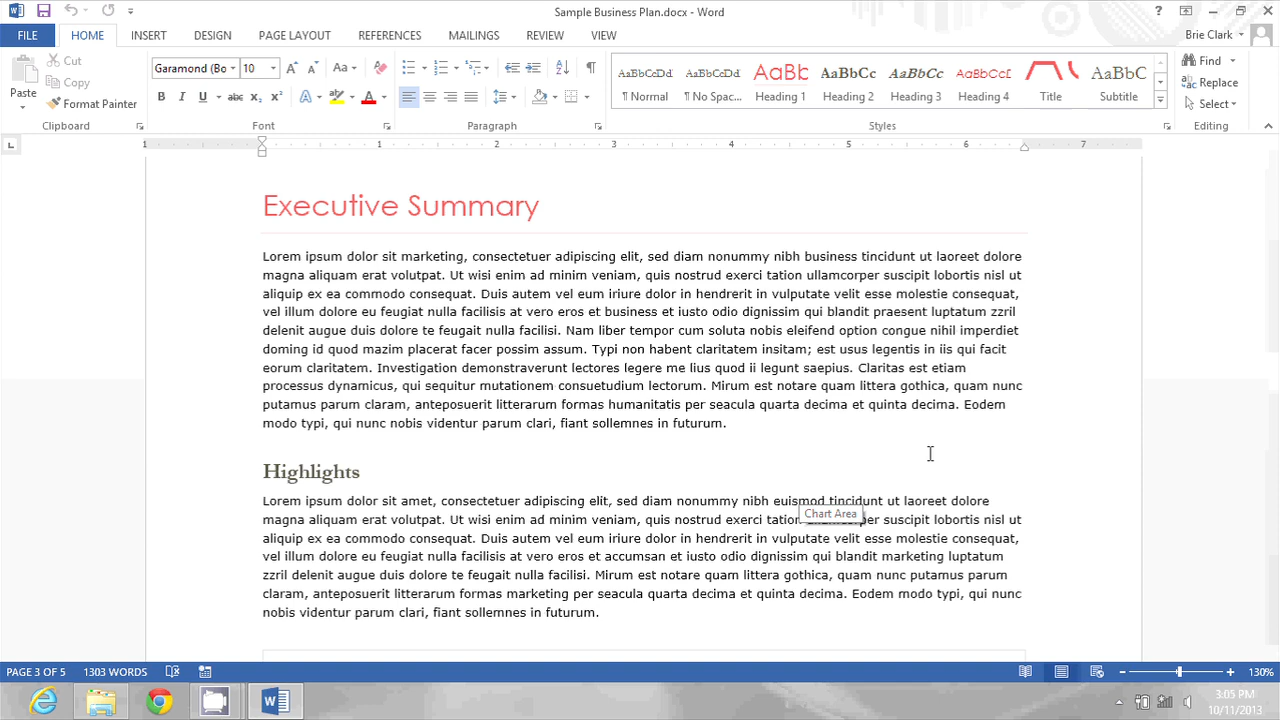 Sample Business Plan.docx - Word
?
FILE HOME INSERT DESIGN PAGE LAYOUT REFERENCES MAILINGS REVIEW VIEW Brie Clark
Paste
Cut
Copy
Format Painter
Clipboard
Garamond (Bo 10
Aa
B I U abc X₂ X² A A
Font
Paragraph
AaBbCcDd AaBbCcDd AaBb AaBbCc AaBbCc AaBbCcD AaBbC
¶ Normal ¶ No Spac... Heading 1 Heading 2 Heading 3 Heading 4 Title Subtitle
Styles
Find
Replace
Select
Editing
1 1 2 3 4 5 6 7
Executive Summary
Lorem ipsum dolor sit marketing, consectetuer adipiscing elit, sed diam nonummy nibh business tincidunt ut laoreet dolore
magna aliquam erat volutpat. Ut wisi enim ad minim veniam, quis nostrud exerci tation ullamcorper suscipit lobortis nisl ut
aliquip ex ea commodo consequat. Duis autem vel eum iriure dolor in hendrerit in vulputate velit esse molestie consequat,
vel illum dolore eu feugiat nulla facilisis at vero eros et business et iusto odio dignissim qui blandit praesent luptatum zzril
delenit augue duis dolore te feugait nulla facilisi. Nam liber tempor cum soluta nobis eleifend option congue nihil imperdiet
doming id quod mazim placerat facer possim assum. Typi non habent claritatem insitam; est usus legentis in iis qui facit
eorum claritatem. Investigation demonstraverunt lectores legere me lius quod ii legunt saepius. Claritas est etiam
processus dynamicus, qui sequitur mutationem consuetudium lectorum. Mirum est notare quam littera gothica, quam nunc
putamus parum claram, anteposuerit litterarum formas humanitatis per seacula quarta decima et quinta decima. Eodem
modo typi, qui nunc nobis videntur parum clari, fiant sollemnes in futurum.
Highlights
Lorem ipsum dolor sit amet, consectetuer adipiscing elit, sed diam nonummy nibh euismod tincidunt ut laoreet dolore
Chart Area
magna aliquam erat volutpat. Ut wisi enim ad minim veniam, quis nostrud exerci tation suscipit lobortis nisl ut
aliquip ex ea commodo consequat. Duis autem vel eum iriure dolor in hendrerit in vulputate velit esse molestie consequat,
vel illum dolore eu feugiat nulla facilisis at vero eros et accumsan et iusto odio dignissim qui blandit marketing luptatum
zzril delenit augue duis dolore te feugait nulla facilisi. Mirum est notare quam littera gothica, quam nunc putamus parum
claram, anteposuerit litterarum formas marketing per seacula quarta decima et quinta decima. Eodem modo typi, qui nunc
nobis videntur parum clari, fiant sollemnes in futurum.
PAGE 3 OF 5 1303 WORDS 130%
3:05 PM
10/11/2013